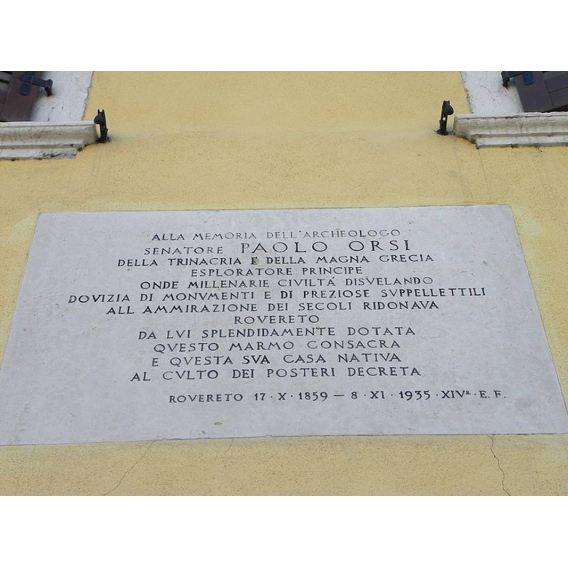 ALLA MEMORIA DELL'ARCHEOLOGO
SENATORE PAOLO ORSI
DELLA TRINACRIA E DELLA MAGNA GRECIA
ESPLORATORE PRINCIPE
ONDE MILLENARIE CIVILTÁ DISVELANDO
DOVIZIA DI MONVMENTI E DI PREZIOSE SVPPELLETTILI
ALL AMMIRAZIONE DEI SECOLI RIDONAVA
ROVERETO
DA LVI SPLENDIDAMENTE DOTATA
QVESTO MARMO CONSACRA
E QVESTA SVA CASA NATIVA
AL CVLTO DEI POSTERI DECRETA
ROVERETO 17·X·1859 — 8·XI·1935·XIVº·E.F.